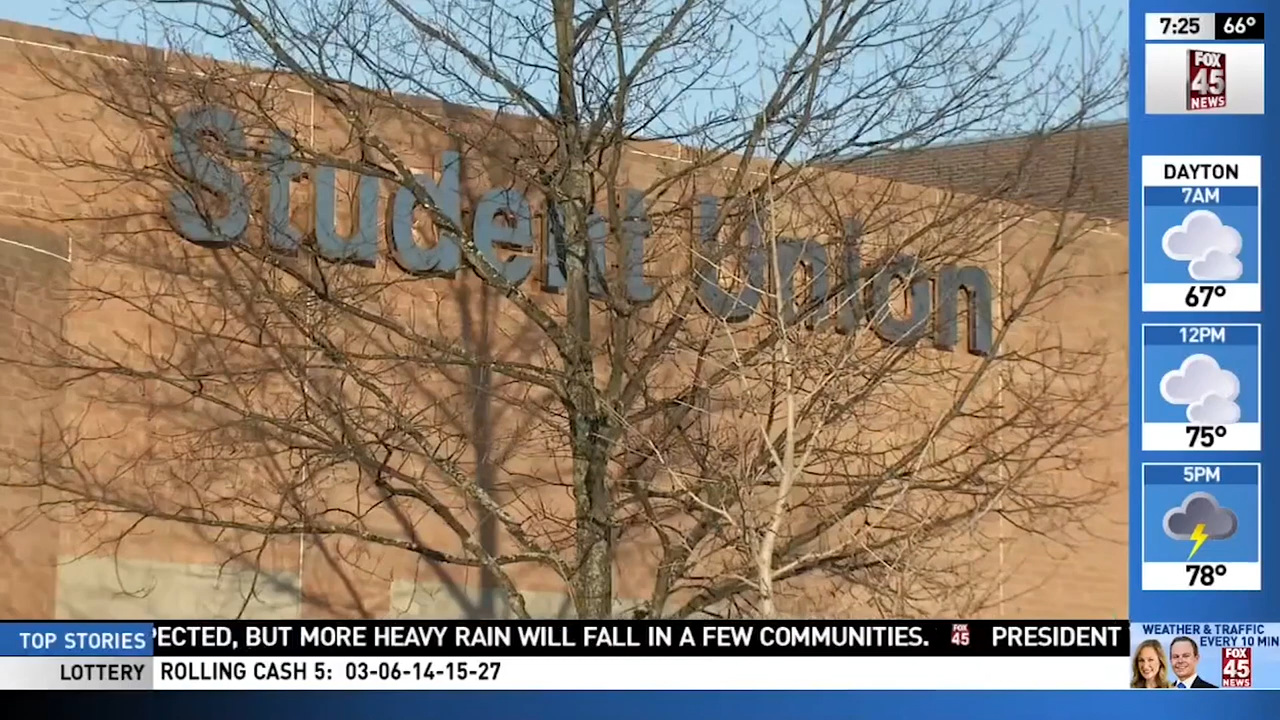 Student Union
7:25 66°
FOX
45
NEWS
DAYTON
7AM
67°
12PM
75°
5PM
78°
TOP STORIES
PECTED, BUT MORE HEAVY RAIN WILL FALL IN A FEW COMMUNITIES.
FOX
45
PRESIDENT
LOTTERY
ROLLING CASH 5: 03-06-14-15-27
WEATHER & TRAFFIC
EVERY 10 MIN
FOX
45
NEWS